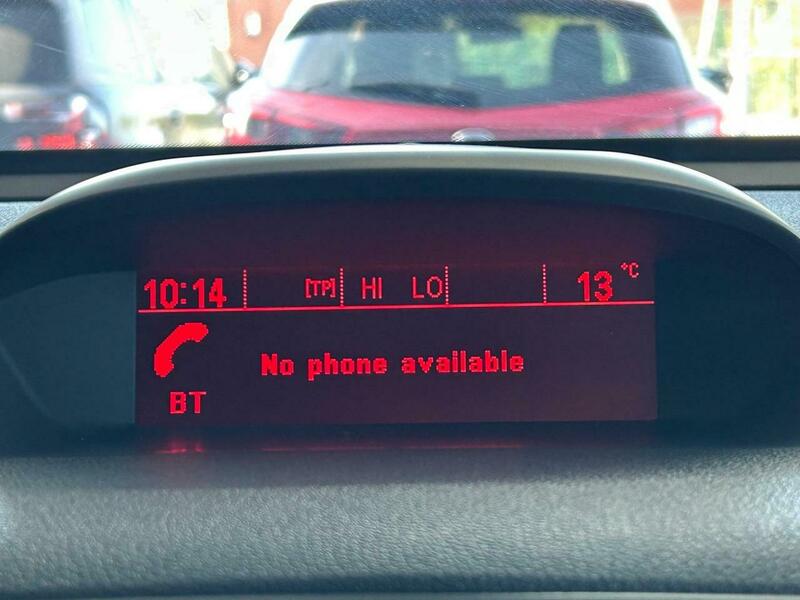 10:14 [TP] HI LO 13 °C
No phone available
BT